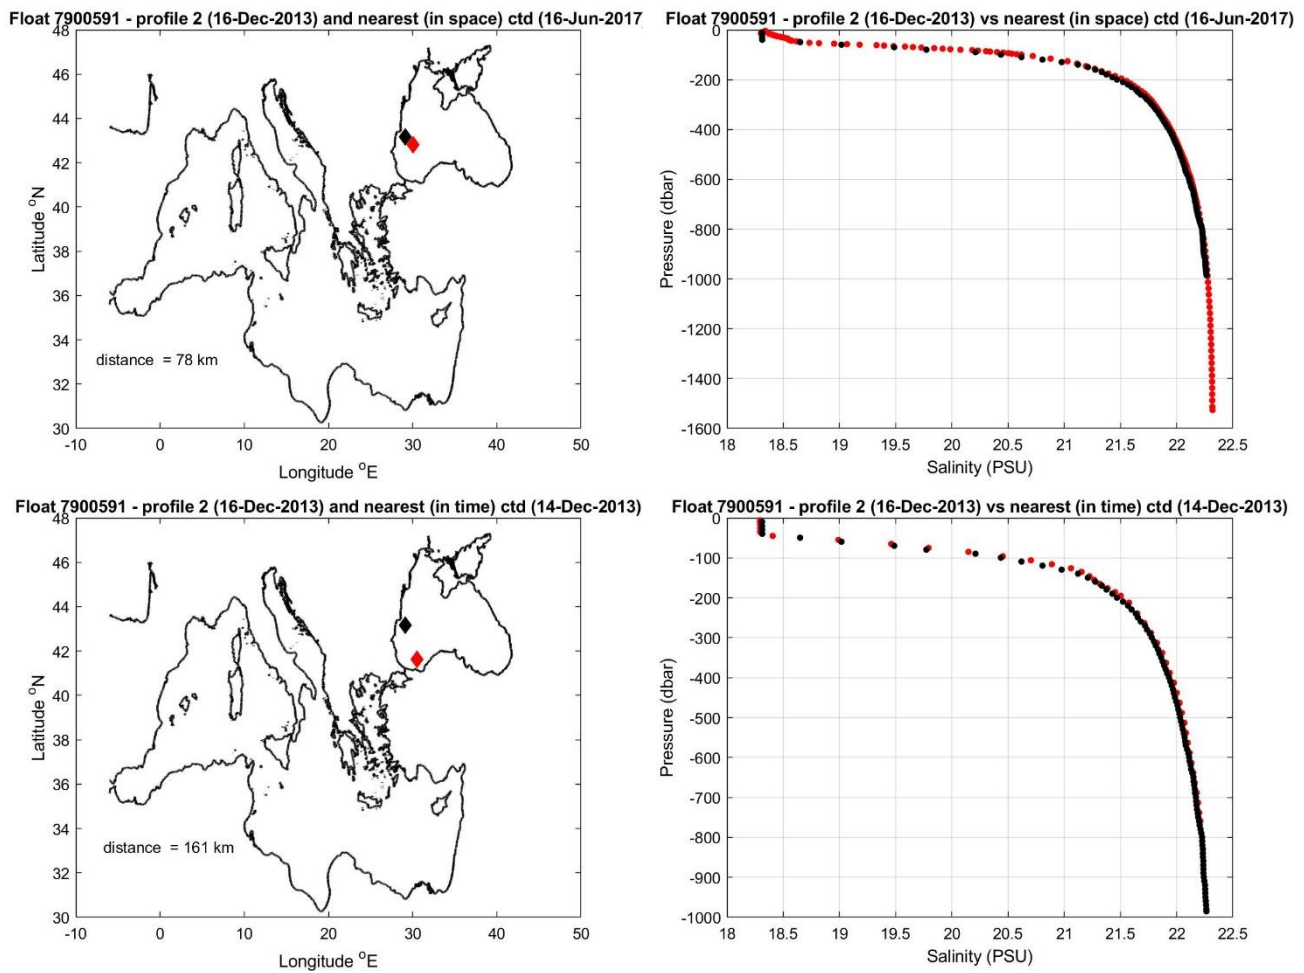 Float 7900591 - profile 2 (16-Dec-2013) and nearest (in space) ctd (16-Jun-2017
48
46
44
42
40
38
36
34
32
30
Latitude °N
distance = 78 km
-10 0 10 20 30 40 50
Longitude °E
Float 7900591 - profile 2 (16-Dec-2013) vs nearest (in space) ctd (16-Jun-2017)
0
-200
-400
-600
-800
-1000
-1200
-1400
-1600
Pressure (dbar)
18 18.5 19 19.5 20 20.5 21 21.5 22 22.5
Salinity (PSU)
Float 7900591 - profile 2 (16-Dec-2013) and nearest (in time) ctd (14-Dec-2013)
48
46
44
42
40
38
36
34
32
30
Latitude °N
distance = 161 km
-10 0 10 20 30 40 50
Longitude °E
Float 7900591 - profile 2 (16-Dec-2013) vs nearest (in time) ctd (14-Dec-2013)
0
-100
-200
-300
-400
-500
-600
-700
-800
-900
-1000
Pressure (dbar)
18 18.5 19 19.5 20 20.5 21 21.5 22 22.5
Salinity (PSU)